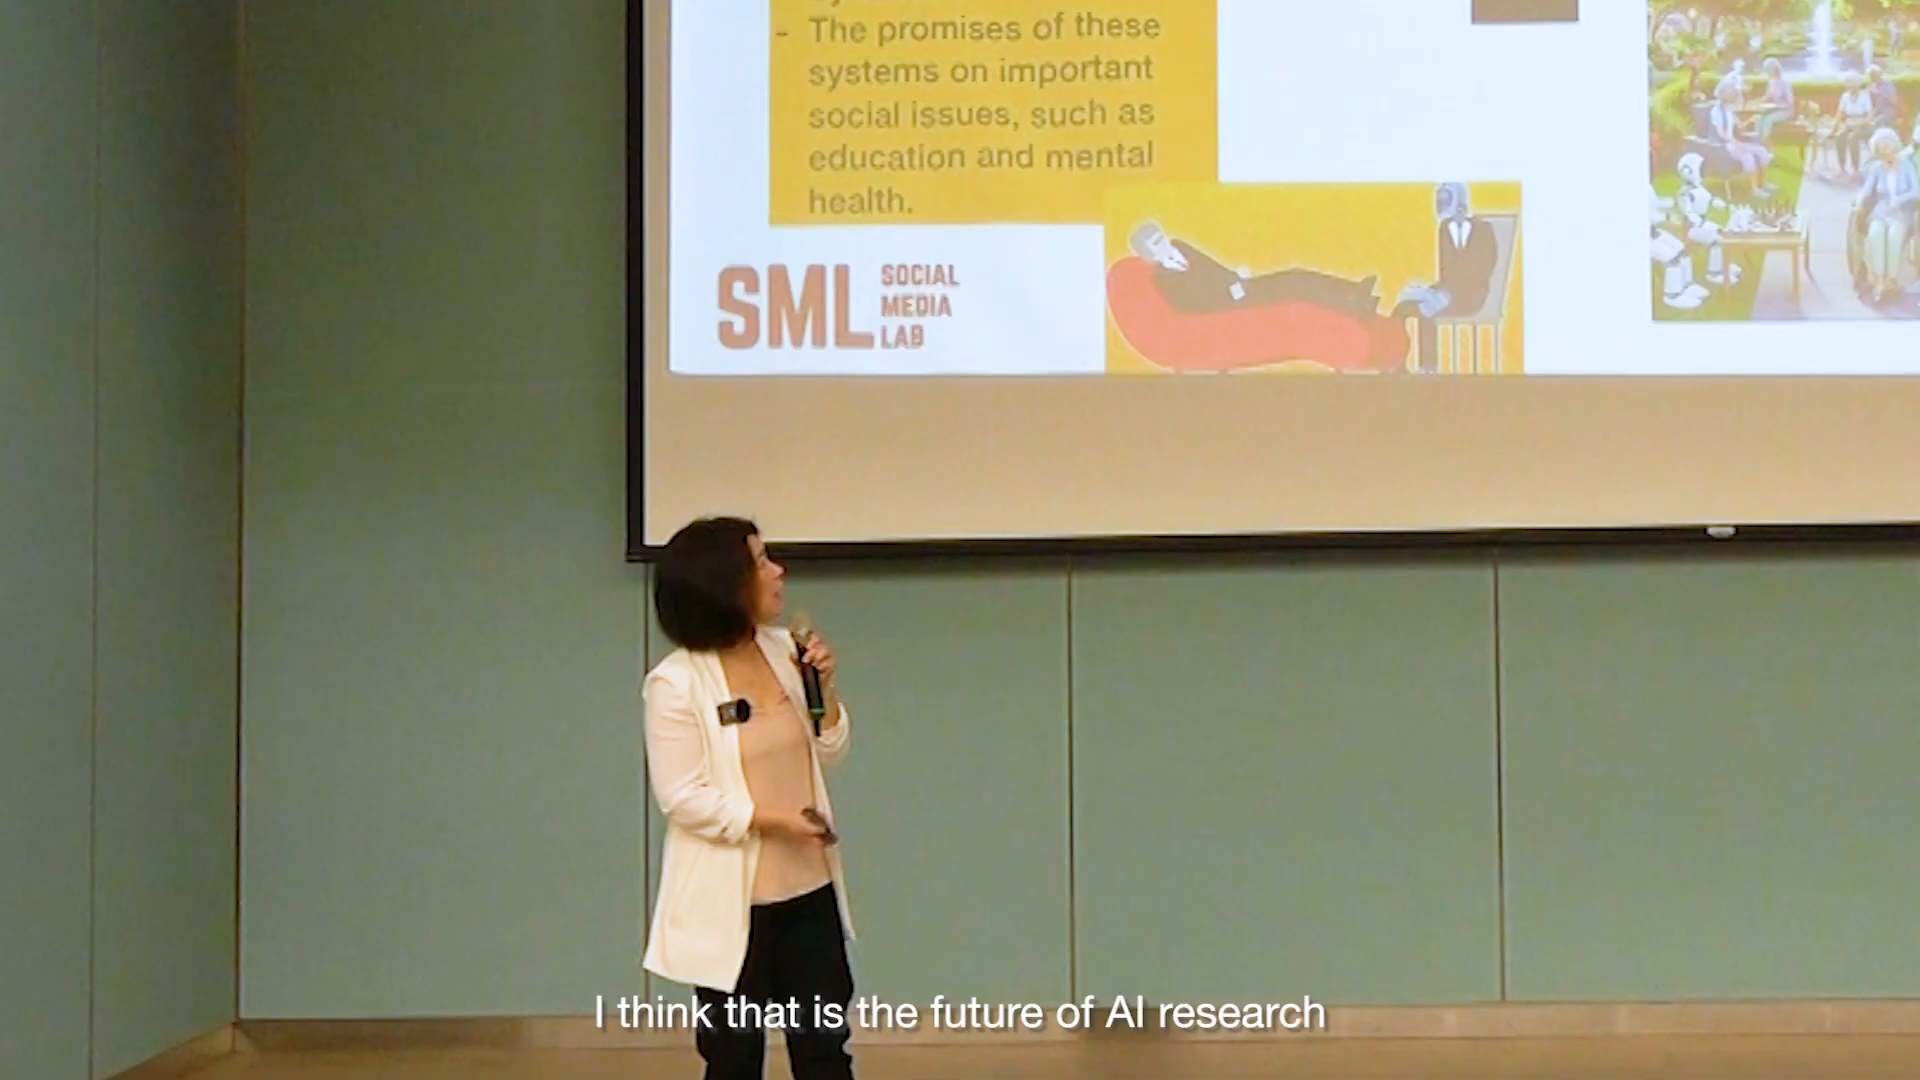 - The promises of these
systems on important
social issues, such as
education and mental
health.
SML SOCIAL
MEDIA
LAB
I think that is the future of AI research